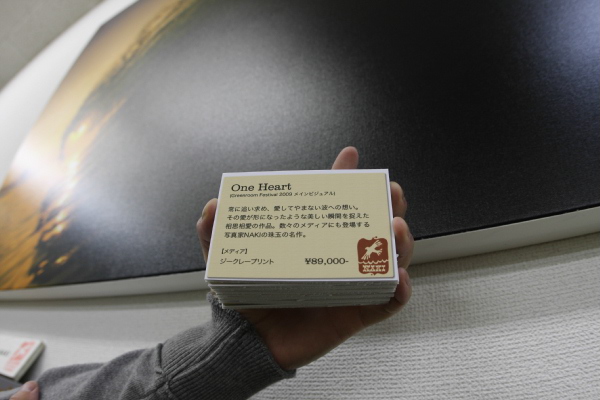 One Heart
(Greenroom Festival 2009 メインビジュアル)
常に追い求め、愛してやまない波への想い。
その愛が形になったような美しい瞬間を捉えた
相思相愛の作品。数々のメディアにも登場する
写真家NAKIの珠玉の名作。
【メディア】
ジークレープリント
¥89,000-
NAKI